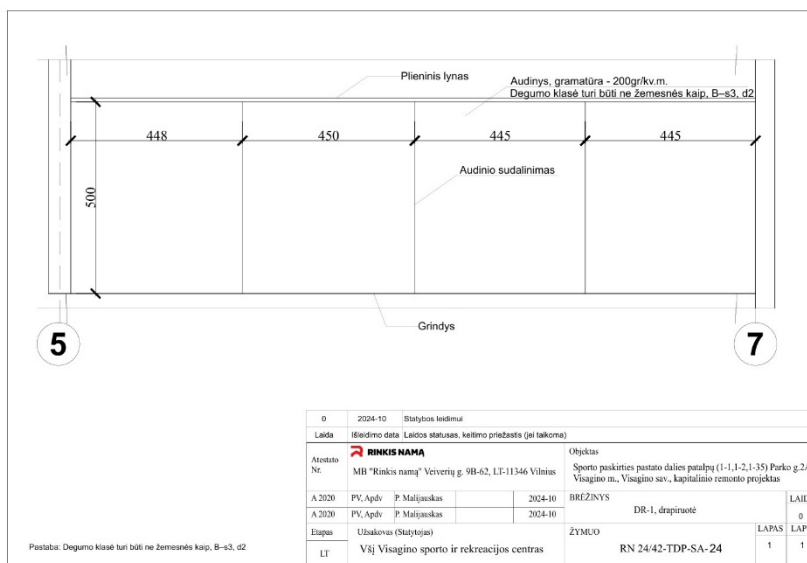 Plieninis lynas
Audinys, gramatūra - 200gr/kv.m.
Degumo klasė turi būti ne žemesnės kaip, B–s3, d2
448
450
445
445
500
Audinio sudalinimas
Grindys
5
7
0 2024-10 Statybos leidimui
Laida Išleidimo data Laidos statusas, keitimo priežastis (jei taikoma)
Atestato
Nr.
RINKIS NAMĄ
MB "Rinkis namą" Veiverių g. 9B-62, LT-11346 Vilnius
Objektas
Sporto paskirties pastato dalies patalpų (1-1,1-2,1-35) Parko g.2A
Visagino m., Visagino sav., kapitalinio remonto
projektas
A 2020 PV, Apdv P. Malijauskas 2024-10
A 2020 PV, Apdv P. Malijauskas 2024-10
BRĖŽINYS
DR-1, drapiruotė
LAID
0
Etapas
LT
Užsakovas (Statytojas)
Všį Visagino sporto ir rekreacijos centras
ŽYMUO
RN 24/42-TDP-SA-24
LAPAS LAP
1 1
Pastaba: Degumo klasė turi būti ne žemesnės kaip, B–s3, d2